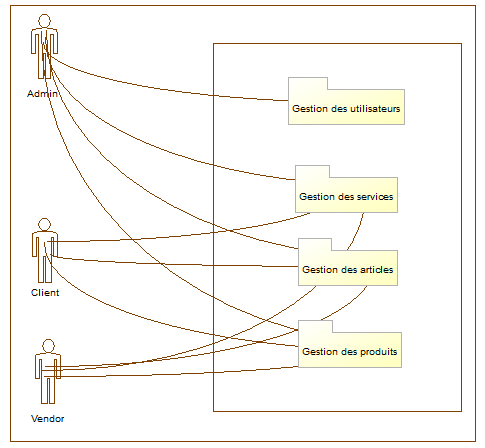 Admin
Gestion des utilisateurs
Gestion des services
Client
Gestion des articles
Vendor
Gestion des produits